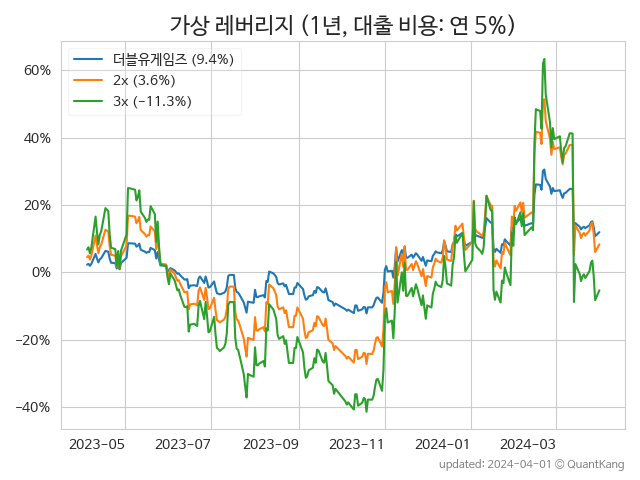 가상 레버리지 (1년, 대출 비용: 연 5%)
더블유게임즈 (9.4%)
2x (3.6%)
3x (−11.3%)
60%
40%
20%
0%
−20%
−40%
2023-05 2023-07 2023-09 2023-11 2024-01 2024-03
updated: 2024-04-01 © QuantKang